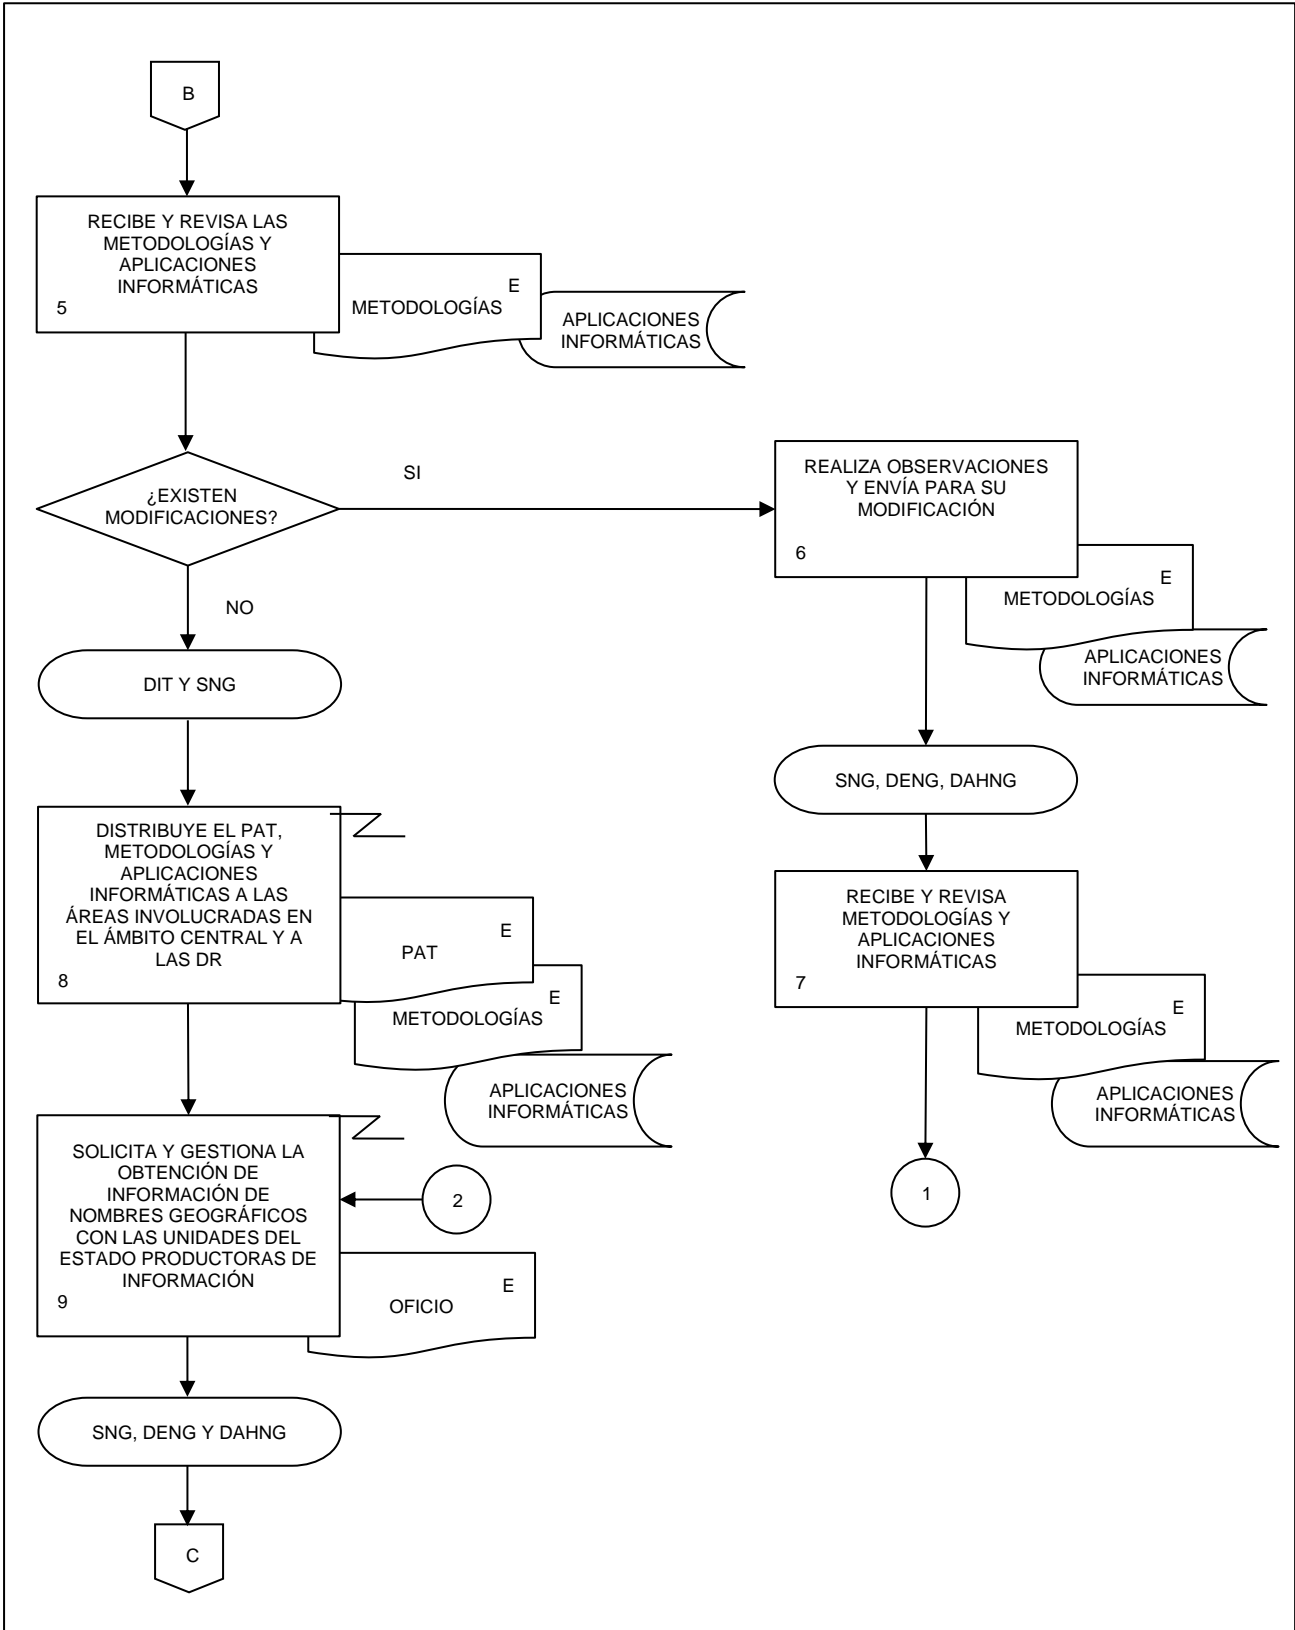 B
RECIBE Y REVISA LAS
METODOLOGÍAS Y
APLICACIONES
INFORMÁTICAS
5
E
METODOLOGÍAS
APLICACIONES
INFORMÁTICAS
¿EXISTEN
MODIFICACIONES?
SI
NO
REALIZA OBSERVACIONES
Y ENVÍA PARA SU
MODIFICACIÓN
6
E
METODOLOGÍAS
APLICACIONES
INFORMÁTICAS
DIT Y SNG
SNG, DENG, DAHNG
DISTRIBUYE EL PAT,
METODOLOGÍAS Y
APLICACIONES
INFORMÁTICAS A LAS
ÁREAS INVOLUCRADAS EN
EL ÁMBITO CENTRAL Y A
LAS DR
8
E
PAT
E
METODOLOGÍAS
APLICACIONES
INFORMÁTICAS
RECIBE Y REVISA
METODOLOGÍAS Y
APLICACIONES
INFORMÁTICAS
7
E
METODOLOGÍAS
APLICACIONES
INFORMÁTICAS
1
SOLICITA Y GESTIONA LA
OBTENCIÓN DE
INFORMACIÓN DE
NOMBRES GEOGRÁFICOS
CON LAS UNIDADES DEL
ESTADO PRODUCTORAS DE
INFORMACIÓN
9
2
E
OFICIO
SNG, DENG Y DAHNG
C